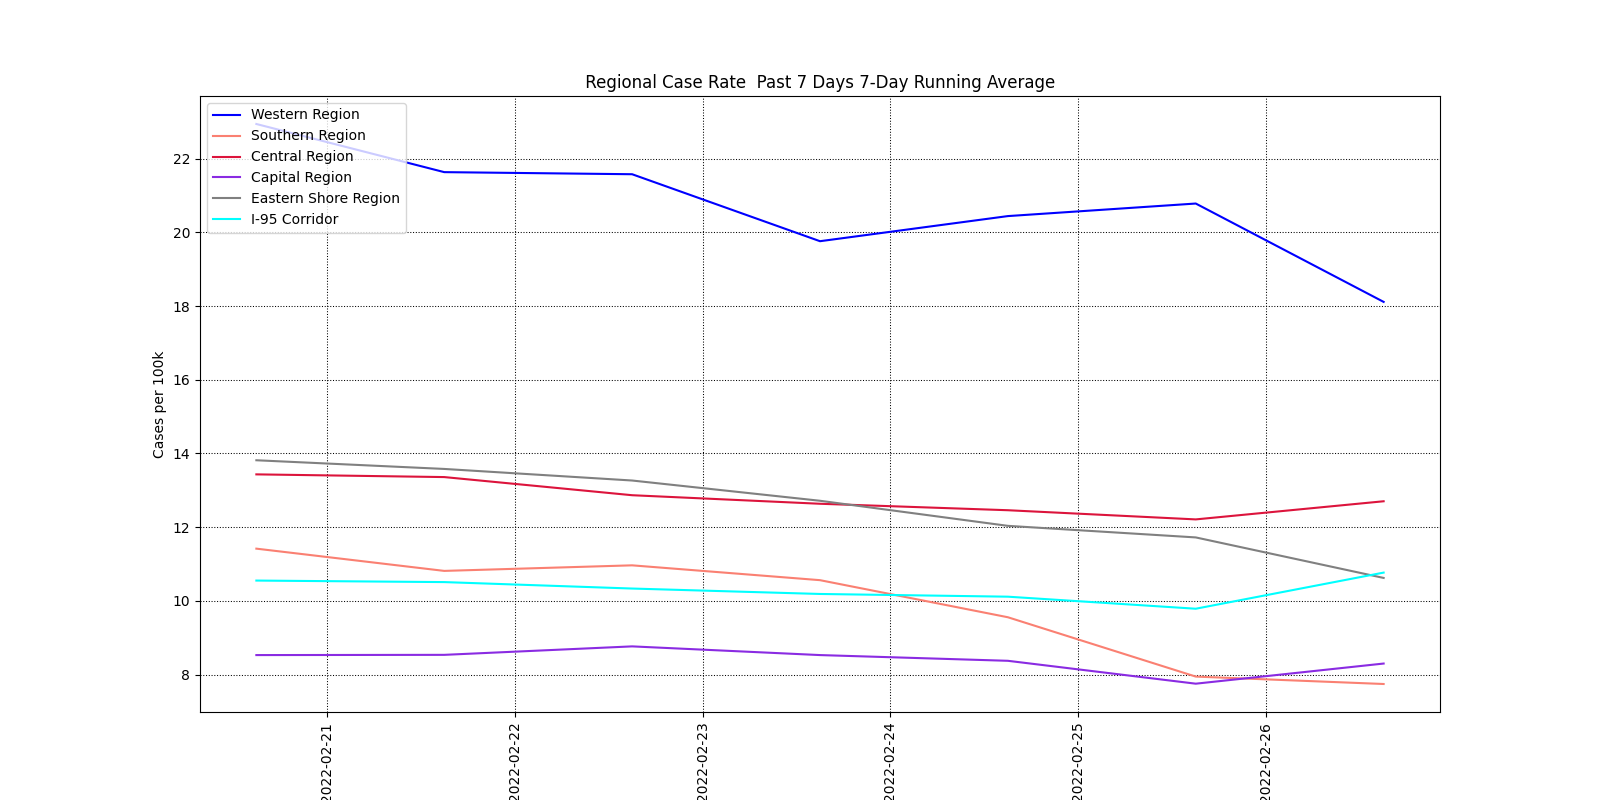 Regional Case Rate  Past 7 Days 7-Day Running Average
Western Region
Southern Region
Central Region
Capital Region
Eastern Shore Region
I-95 Corridor
Cases per 100k
22
20
18
16
14
12
10
8
2022-02-21
2022-02-22
2022-02-23
2022-02-24
2022-02-25
2022-02-26